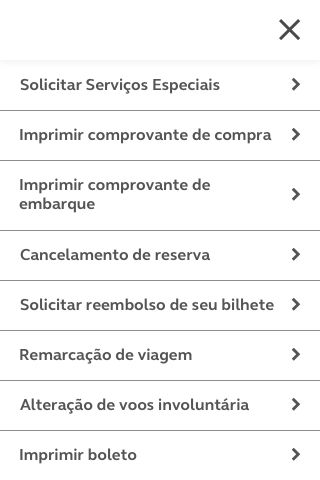 Solicitar Serviços Especiais
Imprimir comprovante de compra
Imprimir comprovante de
embarque
Cancelamento de reserva
Solicitar reembolso de seu bilhete
Remarcação de viagem
Alteração de voos involuntária
Imprimir boleto